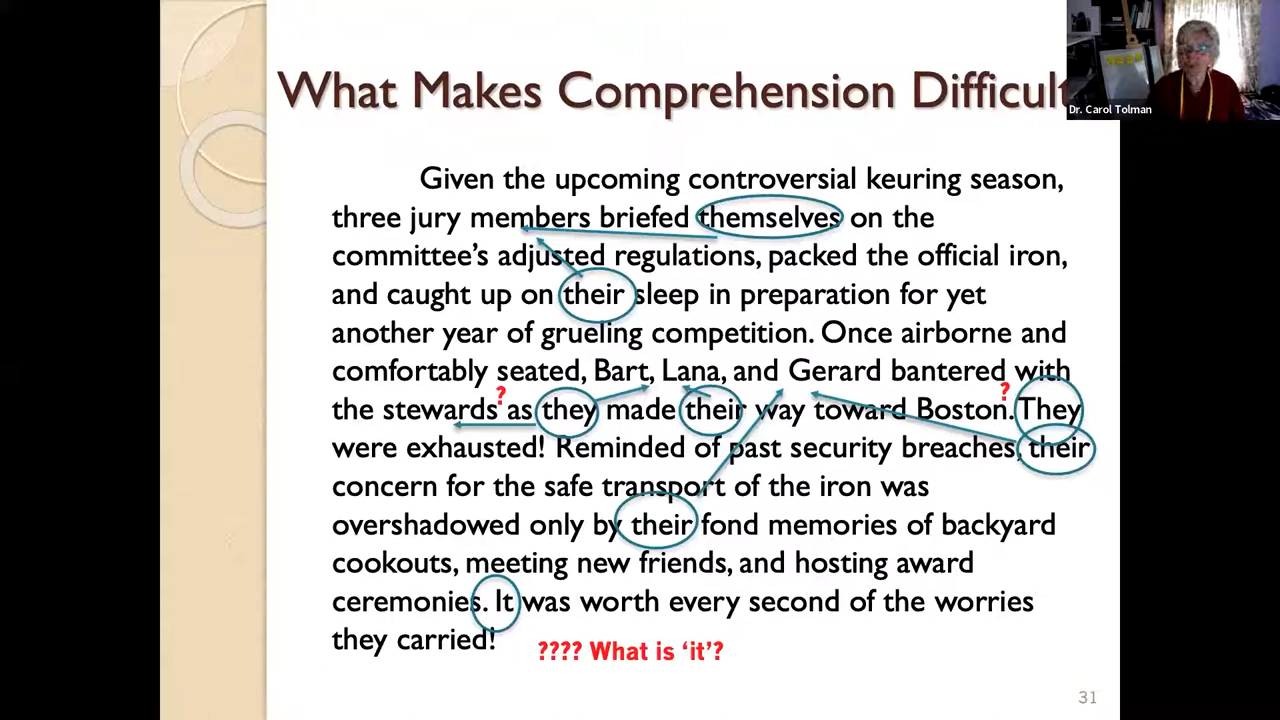 What Makes Comprehension Difficult
Dr. Carol Tolman
Given the upcoming controversial keuring season,
three jury members briefed themselves on the
committee's adjusted regulations, packed the official iron,
and caught up on their sleep in preparation for yet
another year of grueling competition. Once airborne and
comfortably seated, Bart, Lana, and Gerard bantered with
? ?
the stewards as they made their way toward Boston. They
were exhausted! Reminded of past security breaches, their
concern for the safe transport of the iron was
overshadowed only by their fond memories of backyard
cookouts, meeting new friends, and hosting award
ceremonies. It was worth every second of the worries
they carried!
???? What is 'it'?
31